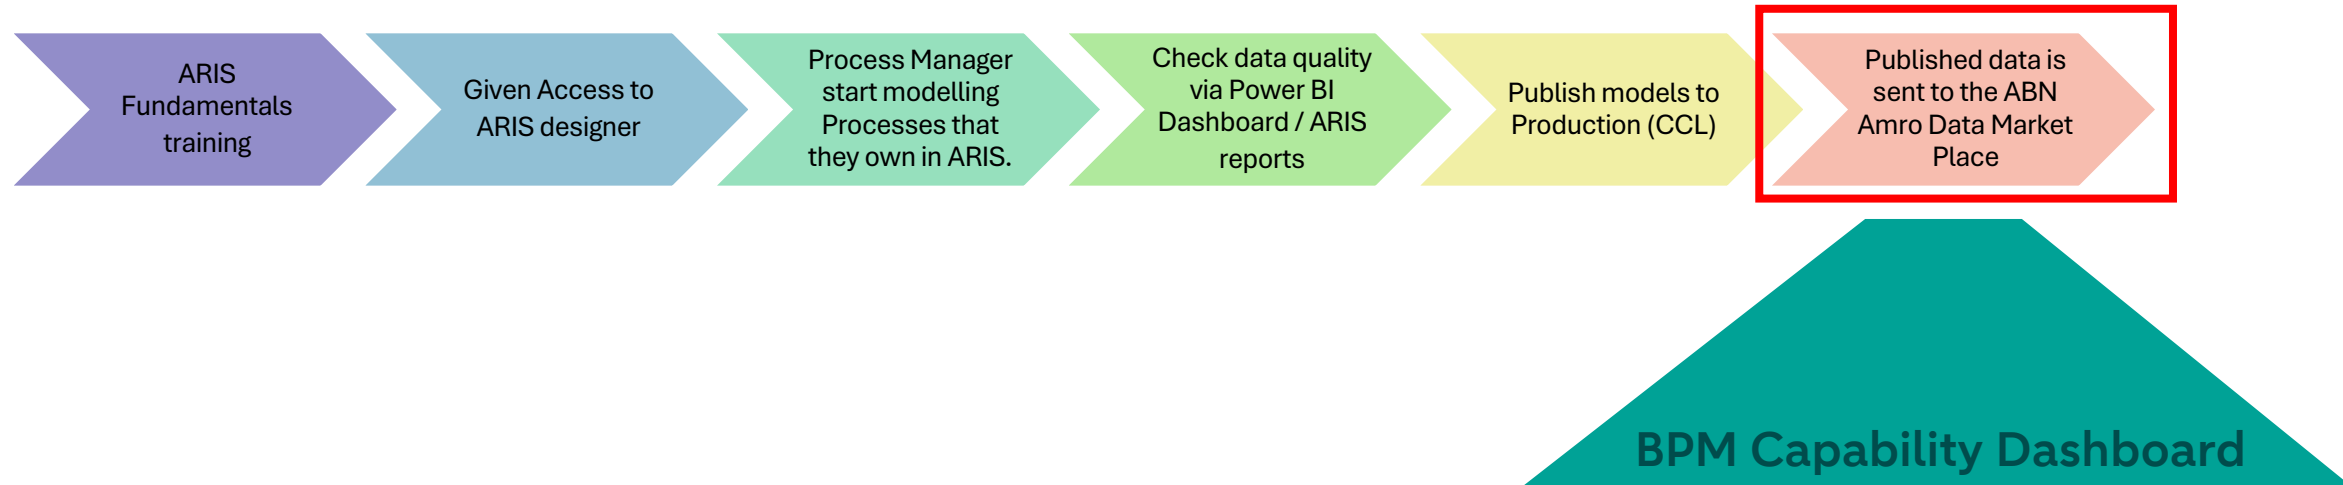 ARIS
Fundamentals
training
Given Access to
ARIS designer
Process Manager
start modelling
Processes that
they own in ARIS.
Check data quality
via Power BI
Dashboard / ARIS
reports
Publish models to
Production (CCL)
Published data is
sent to the ABN
Amro Data Market
Place
BPM Capability Dashboard